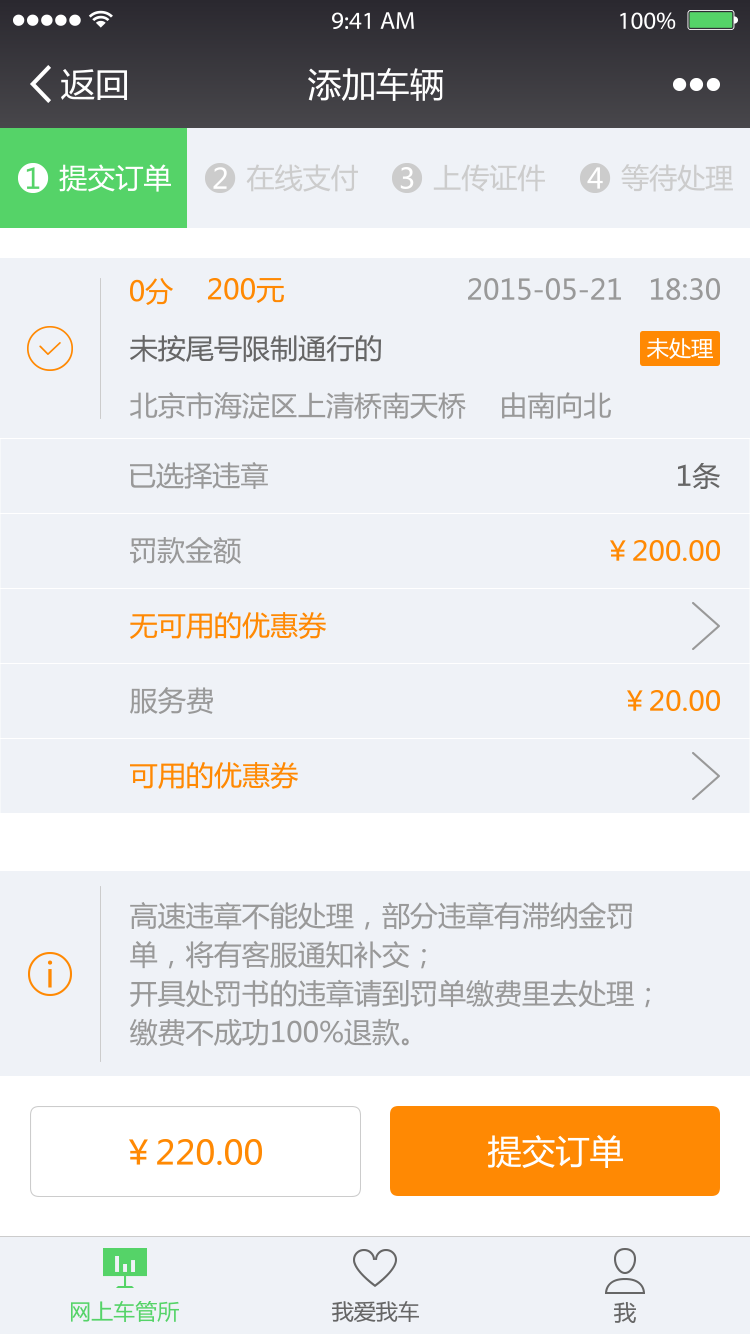 9:41 AM 100%
返回 添加车辆
1 提交订单 2 在线支付 3 上传证件 4 等待处理
0分 200元 2015-05-21 18:30
未按尾号限制通行的 未处理
北京市海淀区上清桥南天桥 由南向北
已选择违章 1条
罚款金额 ¥ 200.00
无可用的优惠券
服务费 ¥ 20.00
可用的优惠券
高速违章不能处理，部分违章有滞纳金罚
单，将有客服通知补交；
开具处罚书的违章请到罚单缴费里去处理；
缴费不成功100%退款。
¥ 220.00 提交订单
网上车管所 我爱我车 我